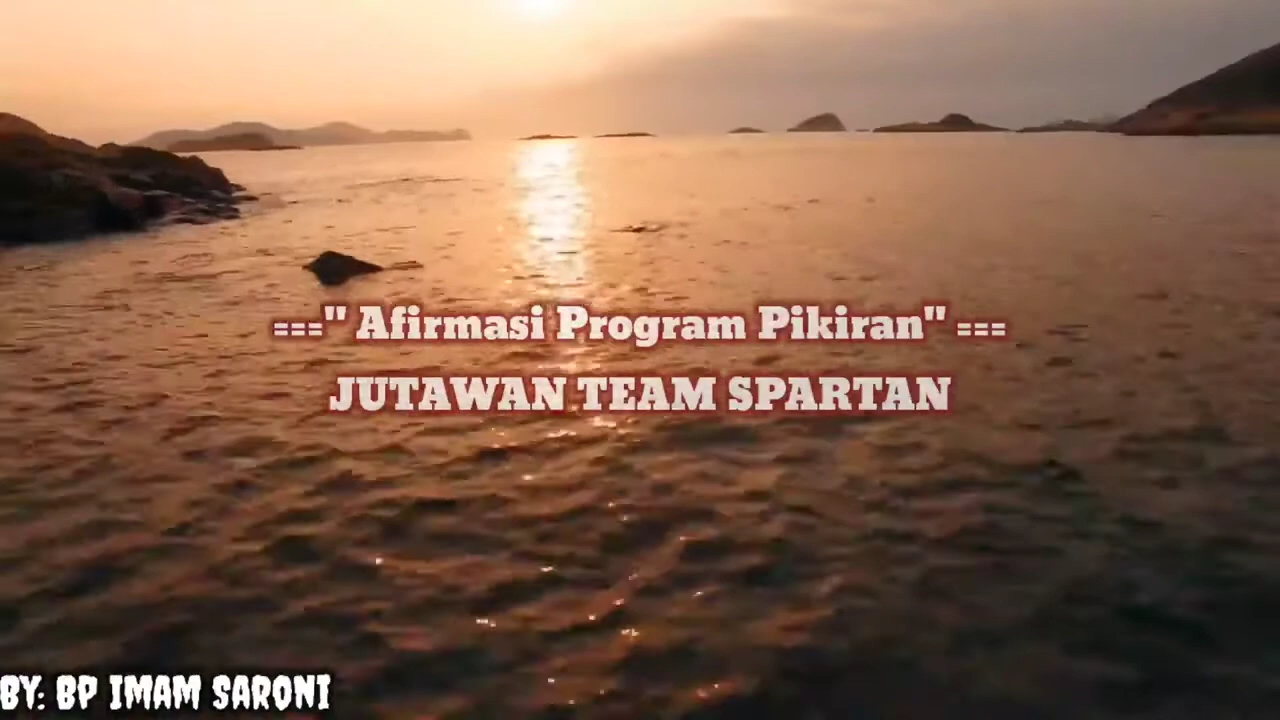 ===" Afirmasi Program Pikiran" ===
JUTAWAN TEAM SPARTAN
BY: BP IMAM SARONI